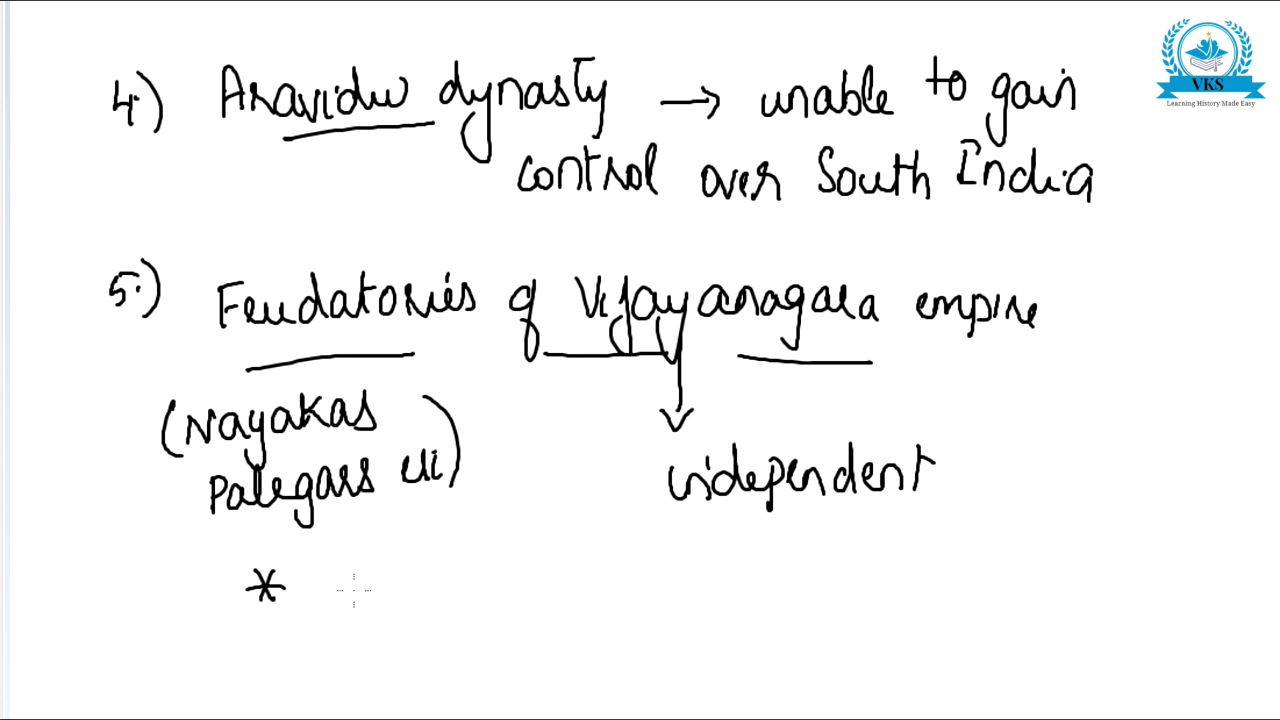 4.) Aravidu dynasty → unable to gain
control over South India
VKS
Learning History Made Easy
5.) Feudatories of Vijayanagara empire
(Nayakas
Palegars etc)
independent
*